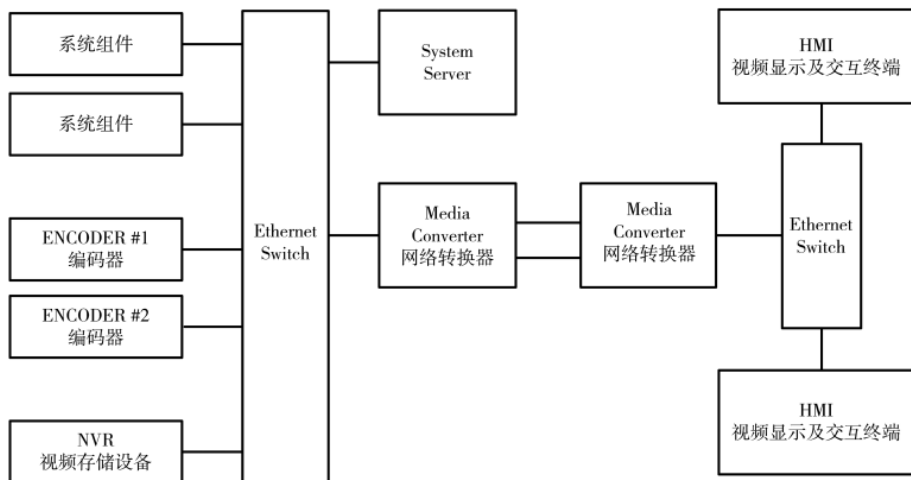 系统组件
系统组件
ENCODER #1
编码器
ENCODER #2
编码器
NVR
视频存储设备
Ethernet
Switch
System
Server
Media
Converter
网络转换器
Media
Converter
网络转换器
HMI
视频显示及交互终端
Ethernet
Switch
HMI
视频显示及交互终端